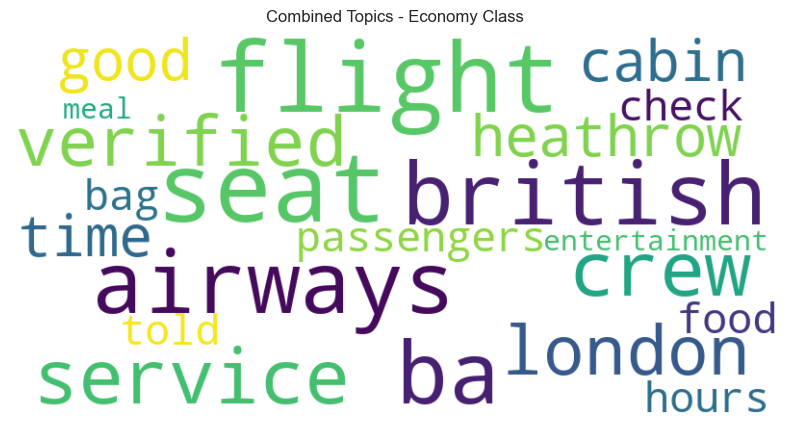 Combined Topics - Economy Class
good flight cabin
meal check
verified heathrow
bag seat british
time passengers entertainment
airways crew
told food
service ba london
hours